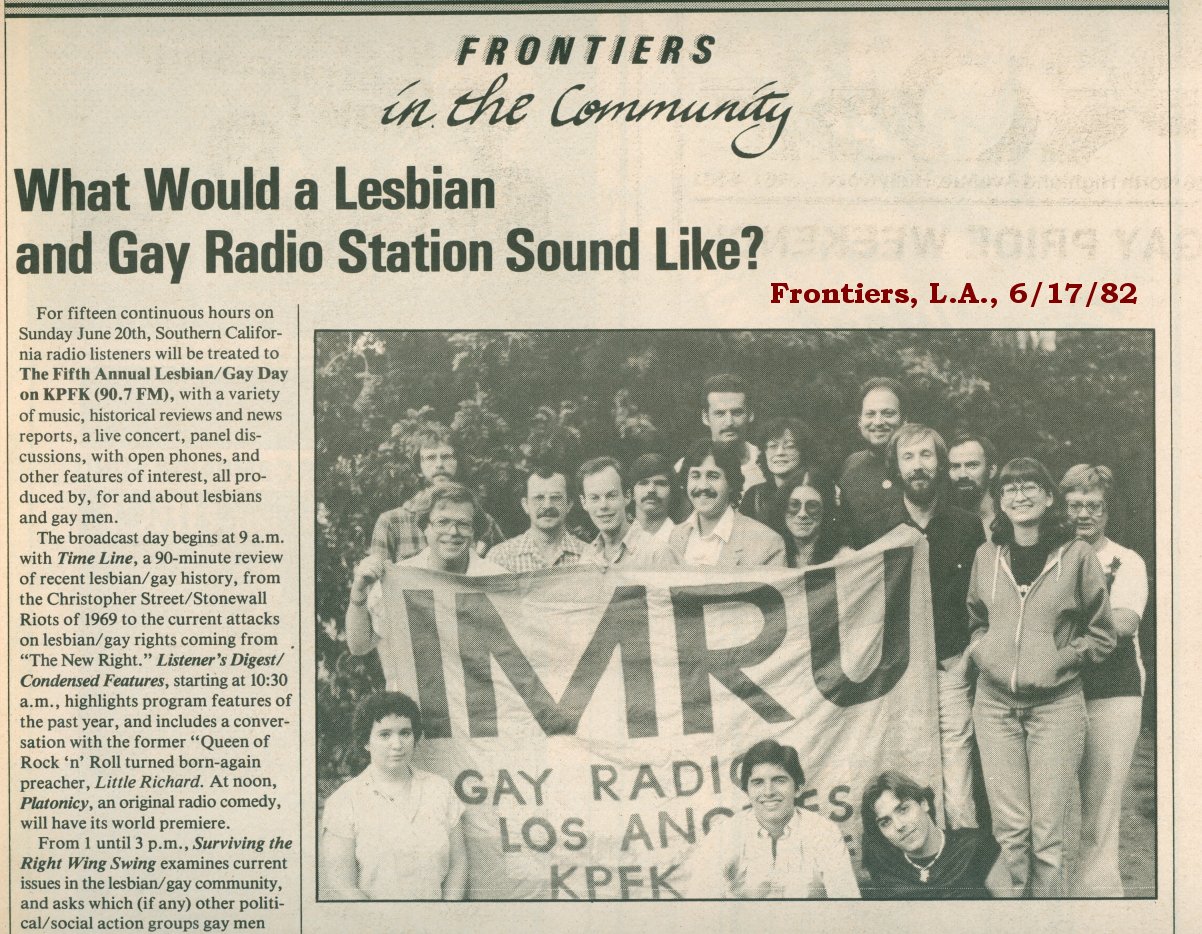 FRONTIERS
in the Community
What Would a Lesbian
and Gay Radio Station Sound Like?
Frontiers, L.A., 6/17/82
For fifteen continuous hours on
Sunday June 20th, Southern Califor-
nia radio listeners will be treated to
The Fifth Annual Lesbian/Gay Day
on KPFK (90.7 FM), with a variety
of music, historical reviews and news
reports, a live concert, panel dis-
cussions, with open phones, and
other features of interest, all pro-
duced by, for and about lesbians
and gay men.
The broadcast day begins at 9 a.m.
with Time Line, a 90-minute review
of recent lesbian/gay history, from
the Christopher Street/Stonewall
Riots of 1969 to the current attacks
on lesbian/gay rights coming from
“The New Right.” Listener’s Digest/
Condensed Features, starting at 10:30
a.m., highlights program features of
the past year, and includes a conver-
sation with the former “Queen of
Rock ‘n’ Roll turned born-again
preacher, Little Richard. At noon,
Platonicy, an original radio comedy,
will have its world premiere.
From 1 until 3 p.m., Surviving the
Right Wing Swing examines current
issues in the lesbian/gay community,
and asks which (if any) other politi-
cal/social action groups gay men
IMRU
GAY RADIO
LOS ANGELES
KPFK
GAY PRIDE WEEKEND